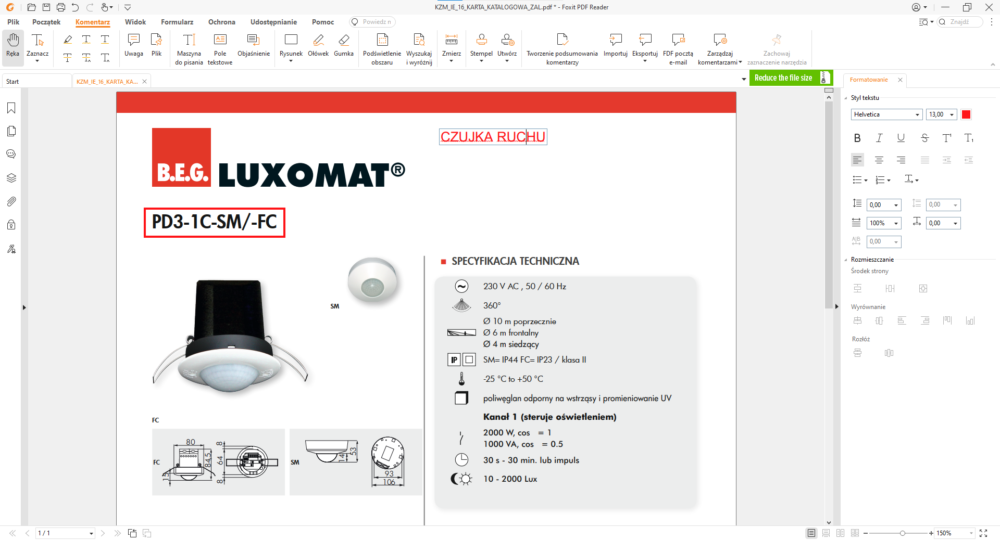 KZM_IE_16_KARTA_KATALOGOWA_ZAL.pdf * - Foxit PDF Reader
Plik Początek Komentarz Widok Formularz Ochrona Udostępnianie Pomoc Powiedz n Znajdź
Ręka Zaznacz Uwaga Plik Maszyna do pisania Pole tekstowe Objaśnienie Rysunek Ołówek Gumka Podświetlenie obszaru Wyszukaj i wyróżnij Zmierz Stempel Utwórz Tworzenie podsumowania komentarzy Importuj Eksportuj FDF pocztą e-mail Zarządzaj komentarzami Zachowaj zaznaczenie narzędzia
Start KZM_IE_16_KARTA_KA... Reduce the file size Formatowanie
Styl tekstu
Helvetica 13,00
CZUJKA RUCHU
B.E.G. LUXOMAT®
PD3-1C-SM/-FC
SM
FC
FC
80
15
84,5
8
64
8
SM
14
53
93
106
SPECYFIKACJA TECHNICZNA
230 V AC , 50 / 60 Hz
360°
Ø 10 m poprzecznie
Ø 6 m frontalny
Ø 4 m siedzący
IP SM= IP44 FC= IP23 / klasa II
-25 °C to +50 °C
poliwęglan odporny na wstrząsy i promieniowanie UV
Kanał 1 (steruje oświetleniem)
2000 W, cos = 1
1000 VA, cos = 0.5
30 s - 30 min. lub impuls
10 - 2000 Lux
B I U S T¹ T₁
0,00 0,00
100% 0,00
A|B 0,00
Rozmieszczanie
Środek strony
Wyrównanie
Rozłóż
1 / 1 150%